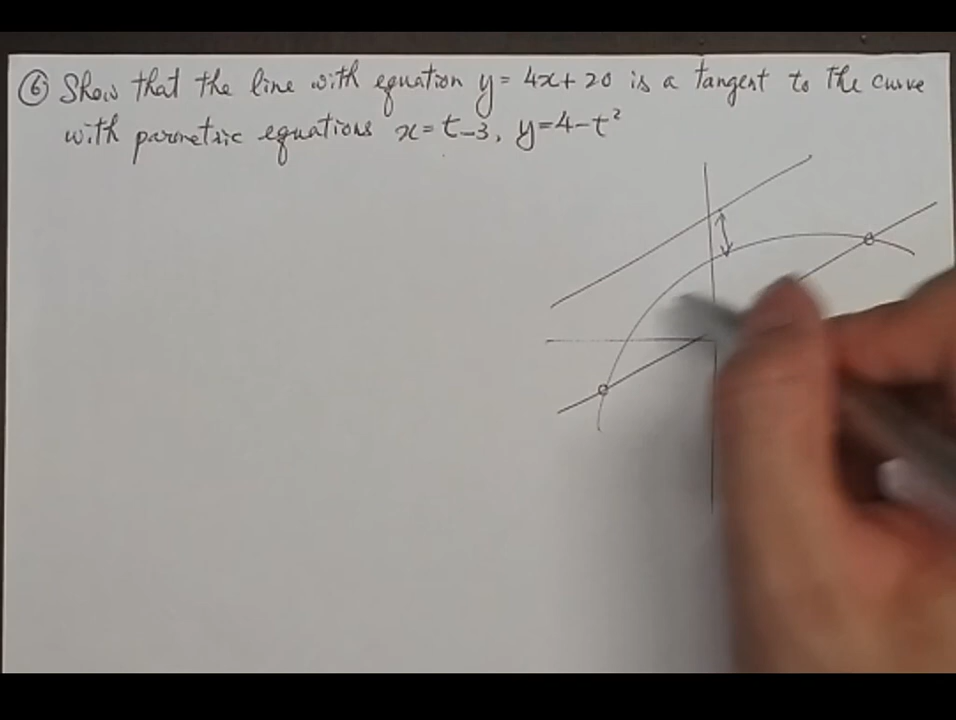 ⑥ Show that the line with equation y = 4x + 20 is a tangent to the curve
with parametric equations x = t - 3, y = 4 - t²